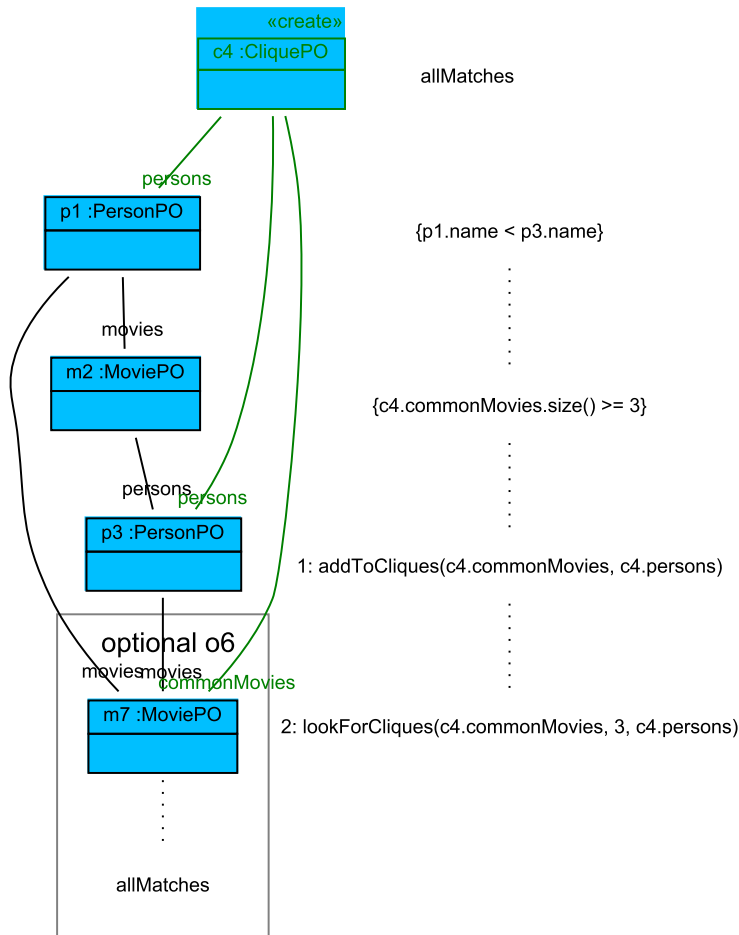 «create»
c4 :CliquePO
allMatches
persons
p1 :PersonPO
{p1.name < p3.name}
movies
m2 :MoviePO
{c4.commonMovies.size() >= 3}
persons
persons
p3 :PersonPO
1: addToCliques(c4.commonMovies, c4.persons)
optional o6
movies
movies
commonMovies
m7 :MoviePO
2: lookForCliques(c4.commonMovies, 3, c4.persons)
allMatches